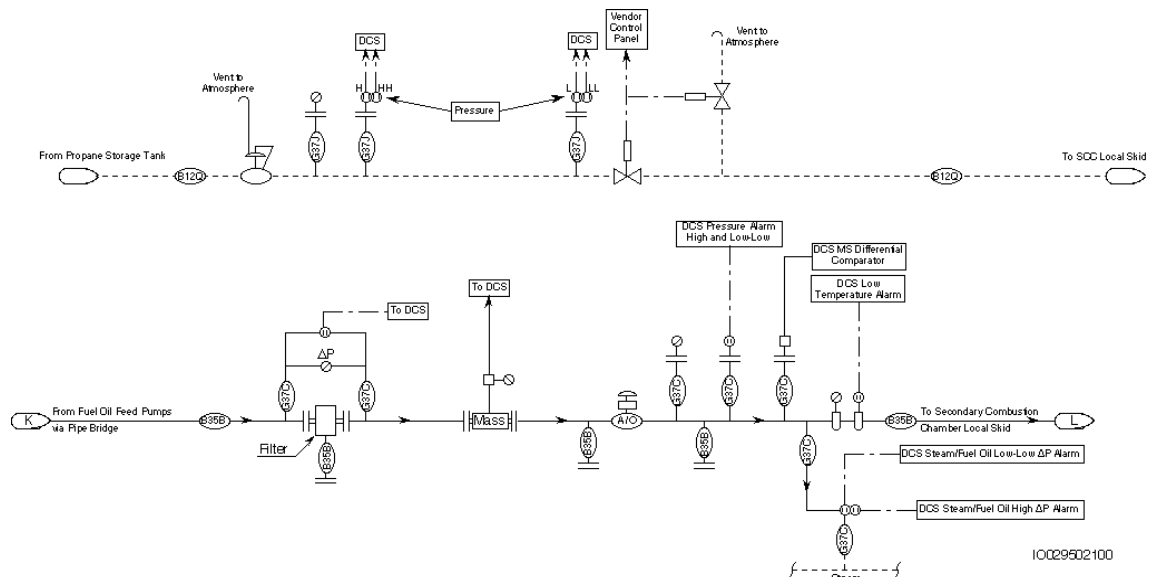 Vendor
Control
Panel
DCS
DCS
Vent to
Atmosphere
Vent to
Atmosphere
H
HH
L
LL
Pressure
G37J
G37J
G37J
From Propane Storage Tank
To SCC Local Skid
B12Q
B12Q
DCS Pressure Alarm
High and Low-Low
DCS MS Differential
Comparator
DCS Low
Temperature Alarm
To DCS
To DCS
ΔP
G37C
G37C
G37C
G37C
G37C
K
From Fuel Oil Feed Pumps
via Pipe Bridge
B35B
Filter
B35B
Mass
B35B
A/O
B35B
G37C
B35B
To Secondary Combustion
Chamber Local Skid
L
DCS Steam/Fuel Oil Low-Low ΔP Alarm
DCS Steam/Fuel Oil High ΔP Alarm
G37C
IO029502100